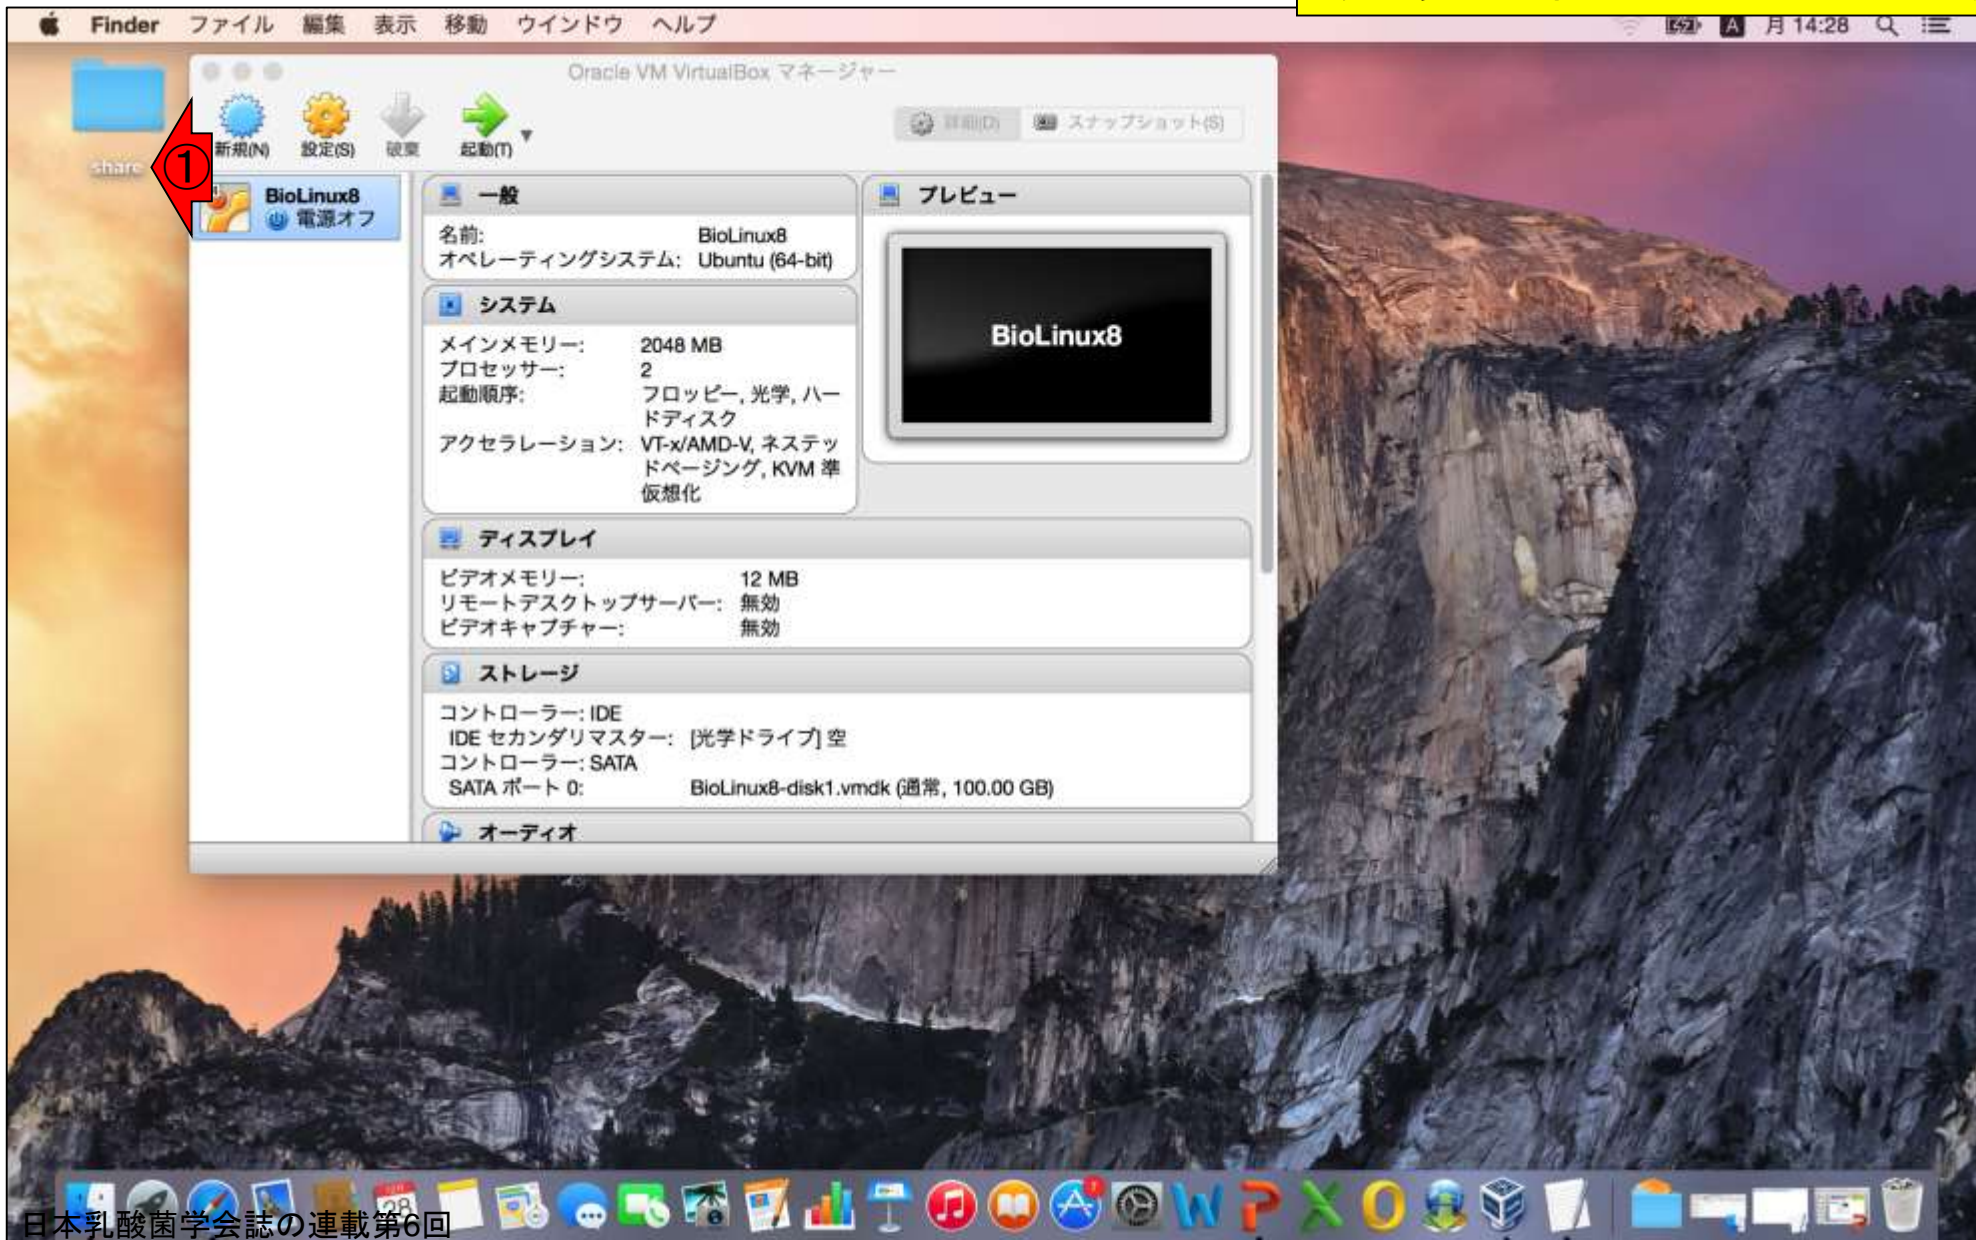 Finder ファイル 編集 表示 移動 ウインドウ ヘルプ
A 月 14:28
Oracle VM VirtualBox マネージャー
新規(N) 設定(S) 破棄 起動(T)
詳細(D) スナップショット(S)
share
①
BioLinux8
電源オフ
一般
名前: BioLinux8
オペレーティングシステム: Ubuntu (64-bit)
プレビュー
BioLinux8
システム
メインメモリー: 2048 MB
プロセッサー: 2
起動順序: フロッピー, 光学, ハー
ドディスク
アクセラレーション: VT-x/AMD-V, ネステッ
ドページング, KVM 準
仮想化
ディスプレイ
ビデオメモリー: 12 MB
リモートデスクトップサーバー: 無効
ビデオキャプチャー: 無効
ストレージ
コントローラー: IDE
IDE セカンダリマスター: [光学ドライブ] 空
コントローラー: SATA
SATA ポート 0: BioLinux8-disk1.vmdk (通常, 100.00 GB)
オーディオ
日本乳酸菌学会誌の連載第6回